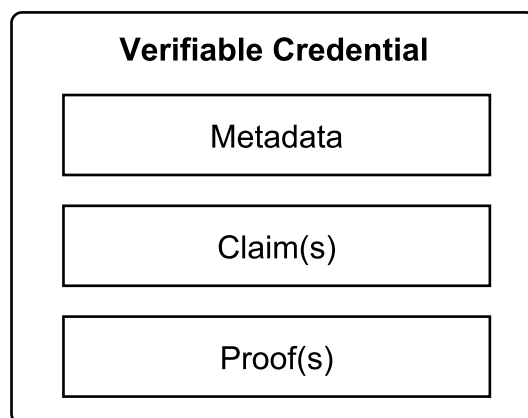 Verifiable Credential
Metadata
Claim(s)
Proof(s)